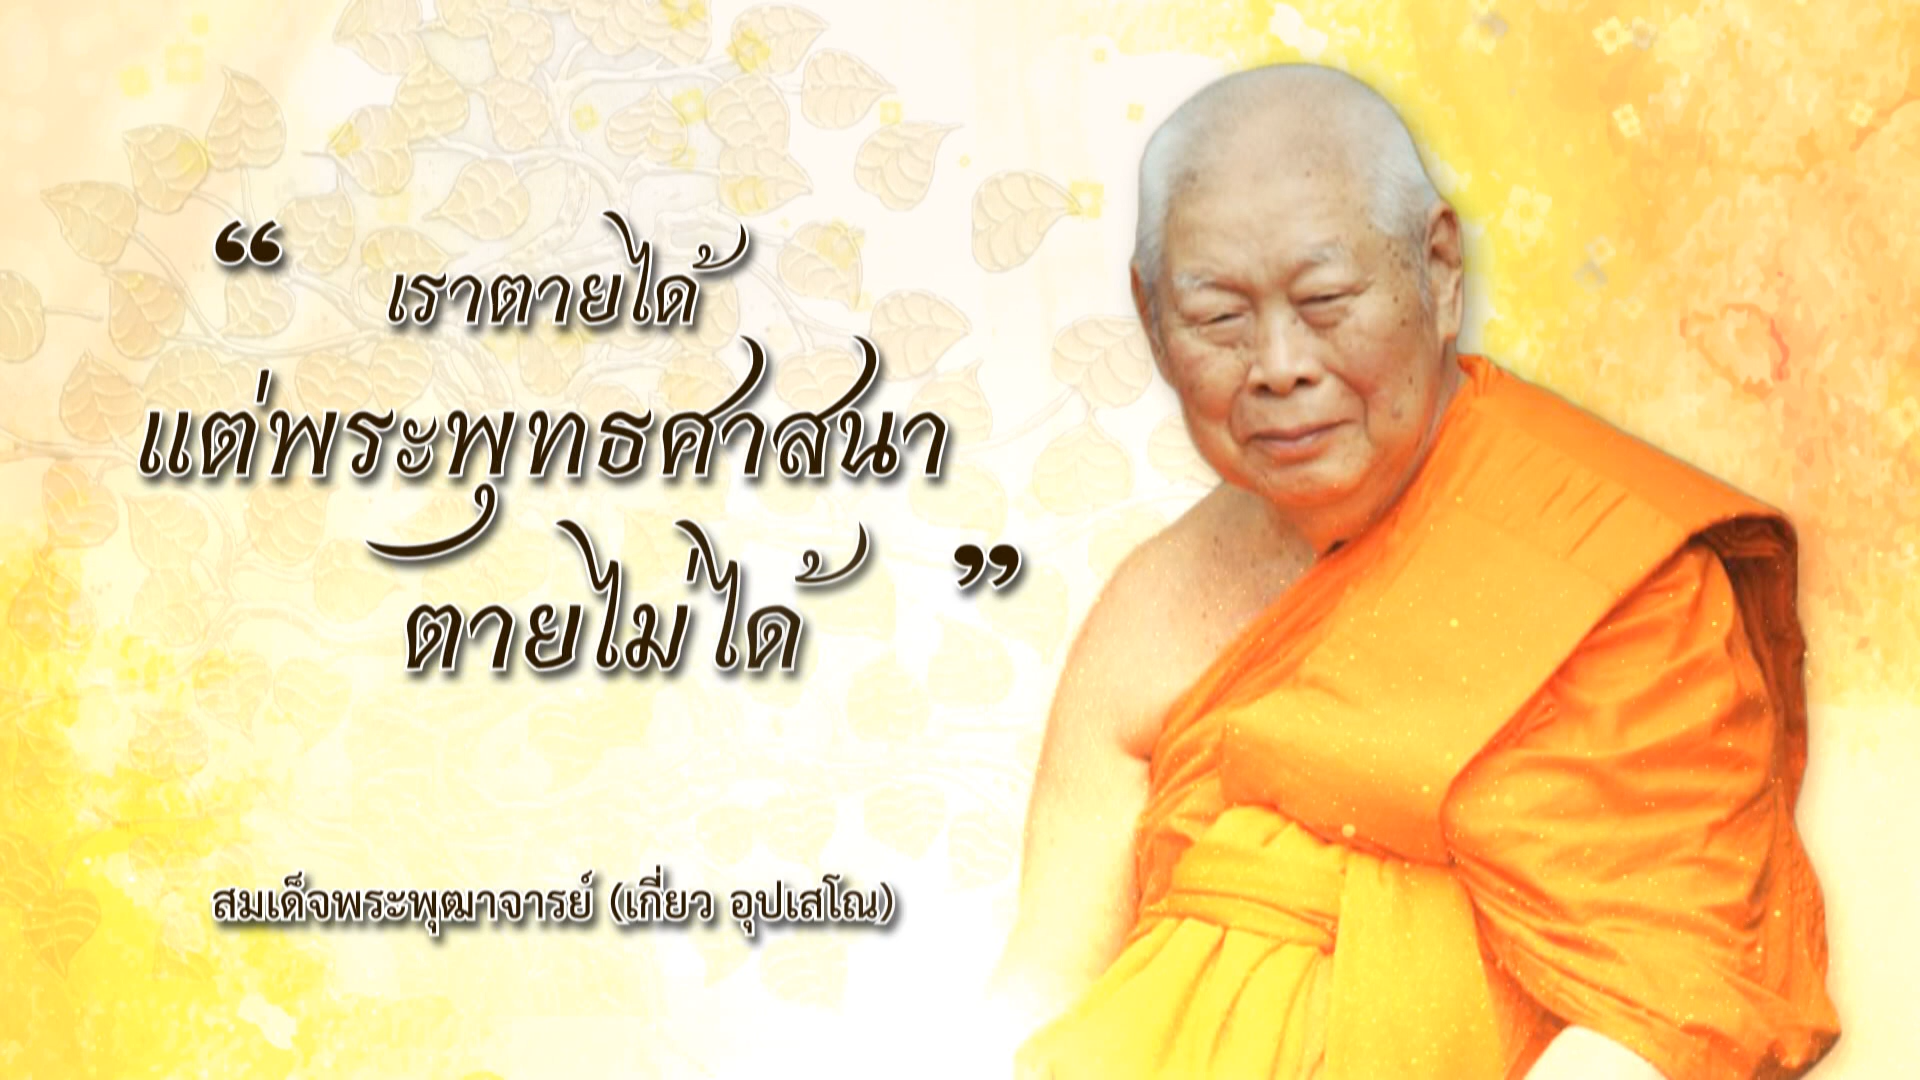 “ เราตายได้
แต่พระพุทธศาสนา
ตายไม่ได้ ”
สมเด็จพระพุฒาจารย์ (เกี่ยว อุปเสโณ)